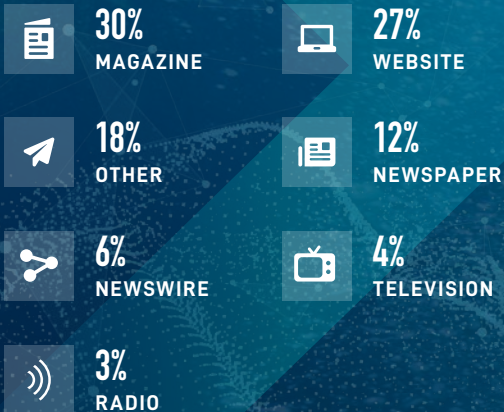 30%
MAGAZINE
27%
WEBSITE
18%
OTHER
12%
NEWSPAPER
6%
NEWSWIRE
4%
TELEVISION
3%
RADIO